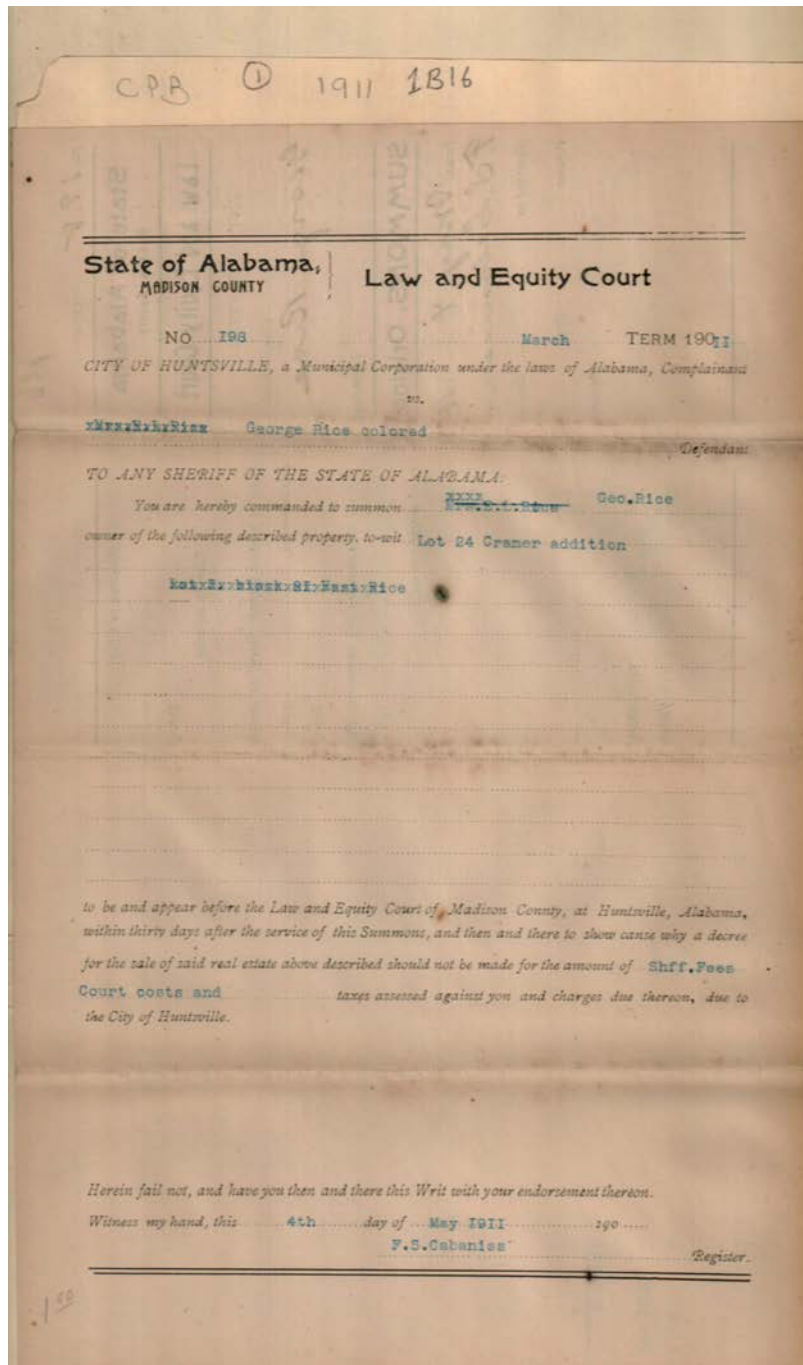 CPB ① 1911 1B16
State of Alabama, Law and Equity Court
MADISON COUNTY
NO I98 March TERM 190II
CITY OF HUNTSVILLE, a Municipal Corporation under the laws of Alabama, Complainant
vs.
George Rice colored
Defendant
TO ANY SHERIFF OF THE STATE OF ALABAMA:
You are hereby commanded to summon Geo.Rice
owner of the following described property, to-wit Lot 24 Cramer addition
Rice
to be and appear before the Law and Equity Court of Madison County, at Huntsville, Alabama,
within thirty days after the service of this Summons, and then and there to show cause why a decree
for the sale of said real estate above described should not be made for the amount of Shff.Fees
Court costs and taxes assessed against you and charges due thereon, due to
the City of Huntsville.
Herein fail not, and have you then and there this Writ with your endorsement thereon.
Witness my hand, this 4th day of May I9II 190
F.S.Cabaniss
Register.
1 00